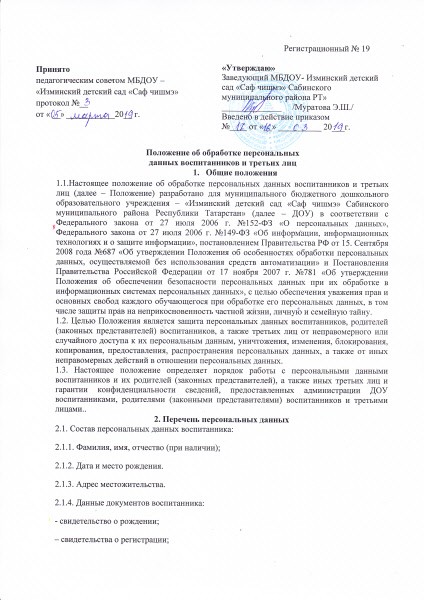 Регистрационный № 19
Принято
педагогическим советом МБДОУ –
«Изминский детский сад «Саф чишмэ»
протокол № 3
от « » марта 2019 г.
«Утверждаю»
Заведующий МБДОУ- Изминский детский
сад «Саф чишмэ» Сабинского
муниципального района РТ»
/Муратова Э.Ш./
Введено в действие приказом
№ 17 от « » 03 2019 г.
Положение об обработке персональных
данных воспитанников и третьих лиц
1. Общие положения
1.1.Настоящее положение об обработке персональных данных воспитанников и третьих
лиц (далее – Положение) разработано для муниципального бюджетного дошкольного
образовательного учреждения – «Изминский детский сад «Саф чишмэ» Сабинского
муниципального района Республики Татарстан» (далее – ДОУ) в соответствии с
Федерального закона от 27 июля 2006 г. №152-ФЗ «О персональных данных»,
Федерального закона от 27 июля 2006 г. №149-ФЗ «Об информации, информационных
технологиях и о защите информации», постановлением Правительства РФ от 15. Сентября
2008 года №687 «Об утверждении Положения об особенностях обработки персональных
данных, осуществляемой без использования средств автоматизации» и Постановления
Правительства Российской Федерации от 17 ноября 2007 г. №781 «Об утверждении
Положения об обеспечении безопасности персональных данных при их обработке в
информационных системах персональных данных», с целью обеспечения уважения прав и
основных свобод каждого обучающегося при обработке его персональных данных, в том
числе защиты прав на неприкосновенность частной жизни, личную и семейную тайну.
1.2. Целью Положения является защита персональных данных воспитанников, родителей
(законных представителей) воспитанников, а также третьих лиц от неправомерного или
случайного доступа к их персональным данным, уничтожения, изменения, блокирования,
копирования, предоставления, распространения персональных данных, а также от иных
неправомерных действий в отношении персональных данных.
1.3. Настоящее положение определяет порядок работы с персональными данными
воспитанников и их родителей (законных представителей), а также иных третьих лиц и
гарантии конфиденциальности сведений, предоставленных администрации ДОУ
воспитанниками, родителями (законными представителями) воспитанников и третьими
лицами..
2. Перечень персональных данных
2.1. Состав персональных данных воспитанника:
2.1.1. Фамилия, имя, отчество (при наличии);
2.1.2. Дата и место рождения.
2.1.3. Адрес местожительства.
2.1.4. Данные документов воспитанника:
- свидетельство о рождении;
– свидетельства о регистрации;